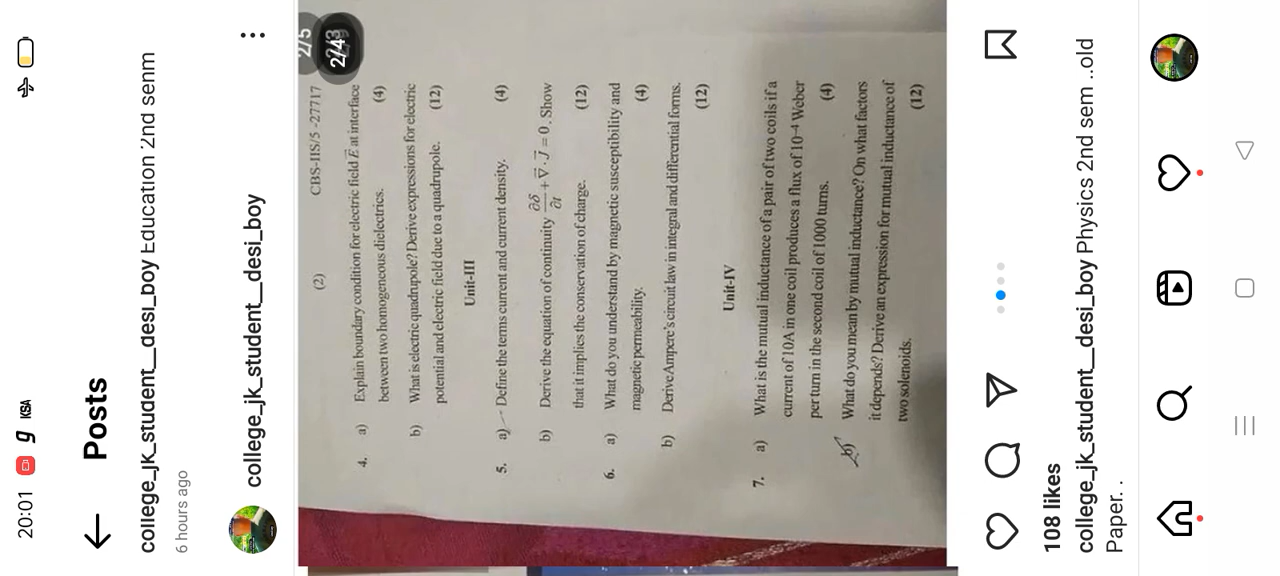 20:01 g KSA
Posts
college_jk_student__desi_boy Education 2nd senm
6 hours ago
college_jk_student__desi_boy
2/5
(2) CBS-IIS/5 -27717
4. a) Explain boundary condition for electric field E⃗ at interface
between two homogeneous dielectrics. (4)
b) What is electric quadrupole? Derive expressions for electric
potential and electric field due to a quadrupole. (12)
Unit-III
5. a) Define the terms current and current density. (4)
b) Derive the equation of continuity ∂δ/∂t + ∇⃗ · J⃗ = 0. Show
that it implies the conservation of charge. (12)
6. a) What do you understand by magnetic susceptibility and
magnetic permeability. (4)
b) Derive Ampere's circuit law in integral and differential forms.
(12)
Unit-IV
7. a) What is the mutual inductance of a pair of two coils if a
current of 10A in one coil produces a flux of 10⁻⁴ Weber
per turn in the second coil of 1000 turns. (4)
b) What do you mean by mutual inductance? On what factors
it depends? Derive an expression for mutual inductance of
two solenoids. (12)
108 likes
college_jk_student__desi_boy Physics 2nd sem ..old
Paper. .